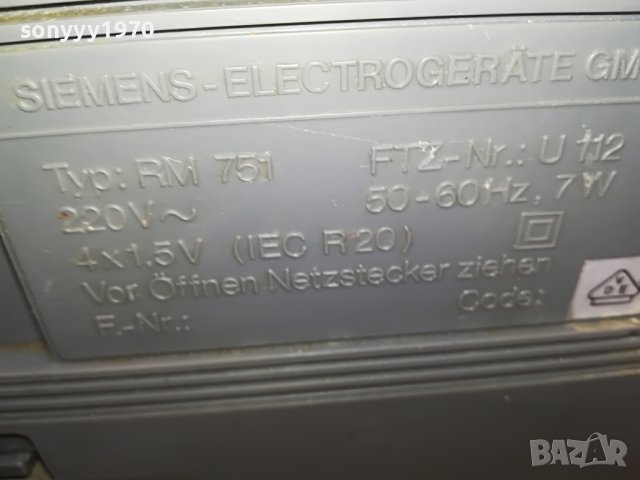 sonyyy1970
SIEMENS-ELECTROGERÄTE GM
Typ: RM 751 FTZ-Nr.: U 112
220V~ 50-60Hz, 7W
4x1.5V (IEC R20)
Vor Öffnen Netzstecker ziehen
F.-Nr.: Code:
BAZAR
bg